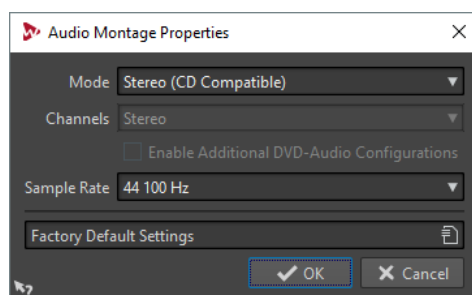 Audio Montage Properties
Mode Stereo (CD Compatible)
Channels Stereo
Enable Additional DVD-Audio Configurations
Sample Rate 44 100 Hz
Factory Default Settings
OK Cancel